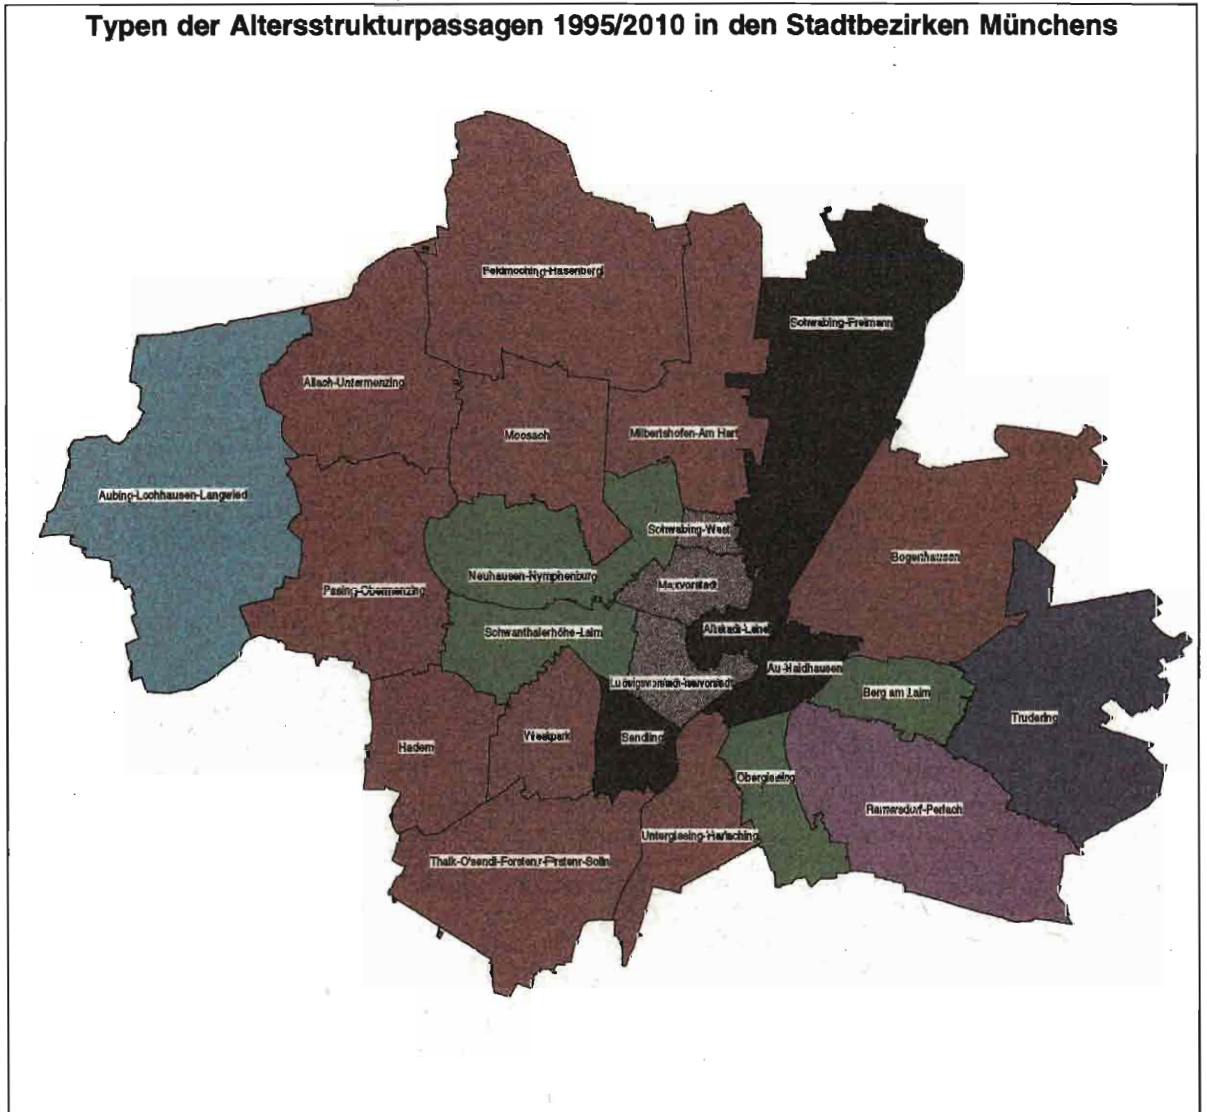 Typen der Altersstrukturpassagen 1995/2010 in den Stadtbezirken Münchens
Feldmoching-Hasenbergl
Schwabing-Freimann
Allach-Untermenzing
Moosach
Milbertshofen-Am Hart
Aubing-Lochhausen-Langwied
Schwabing-West
Bogenhausen
Neuhausen-Nymphenburg
Maxvorstadt
Pasing-Obermenzing
Schwanthalerhöhe-Laim
Altstadt-Lehel
Au-Haidhausen
Ludwigsvorstadt-Isarvorstadt
Berg am Laim
Trudering
Hadern
Westpark
Sendling
Obergiesing
Ramersdorf-Perlach
Untergiesing-Harlaching
Thalk-O'sendl-Forstenr-Fürstenr-Solln